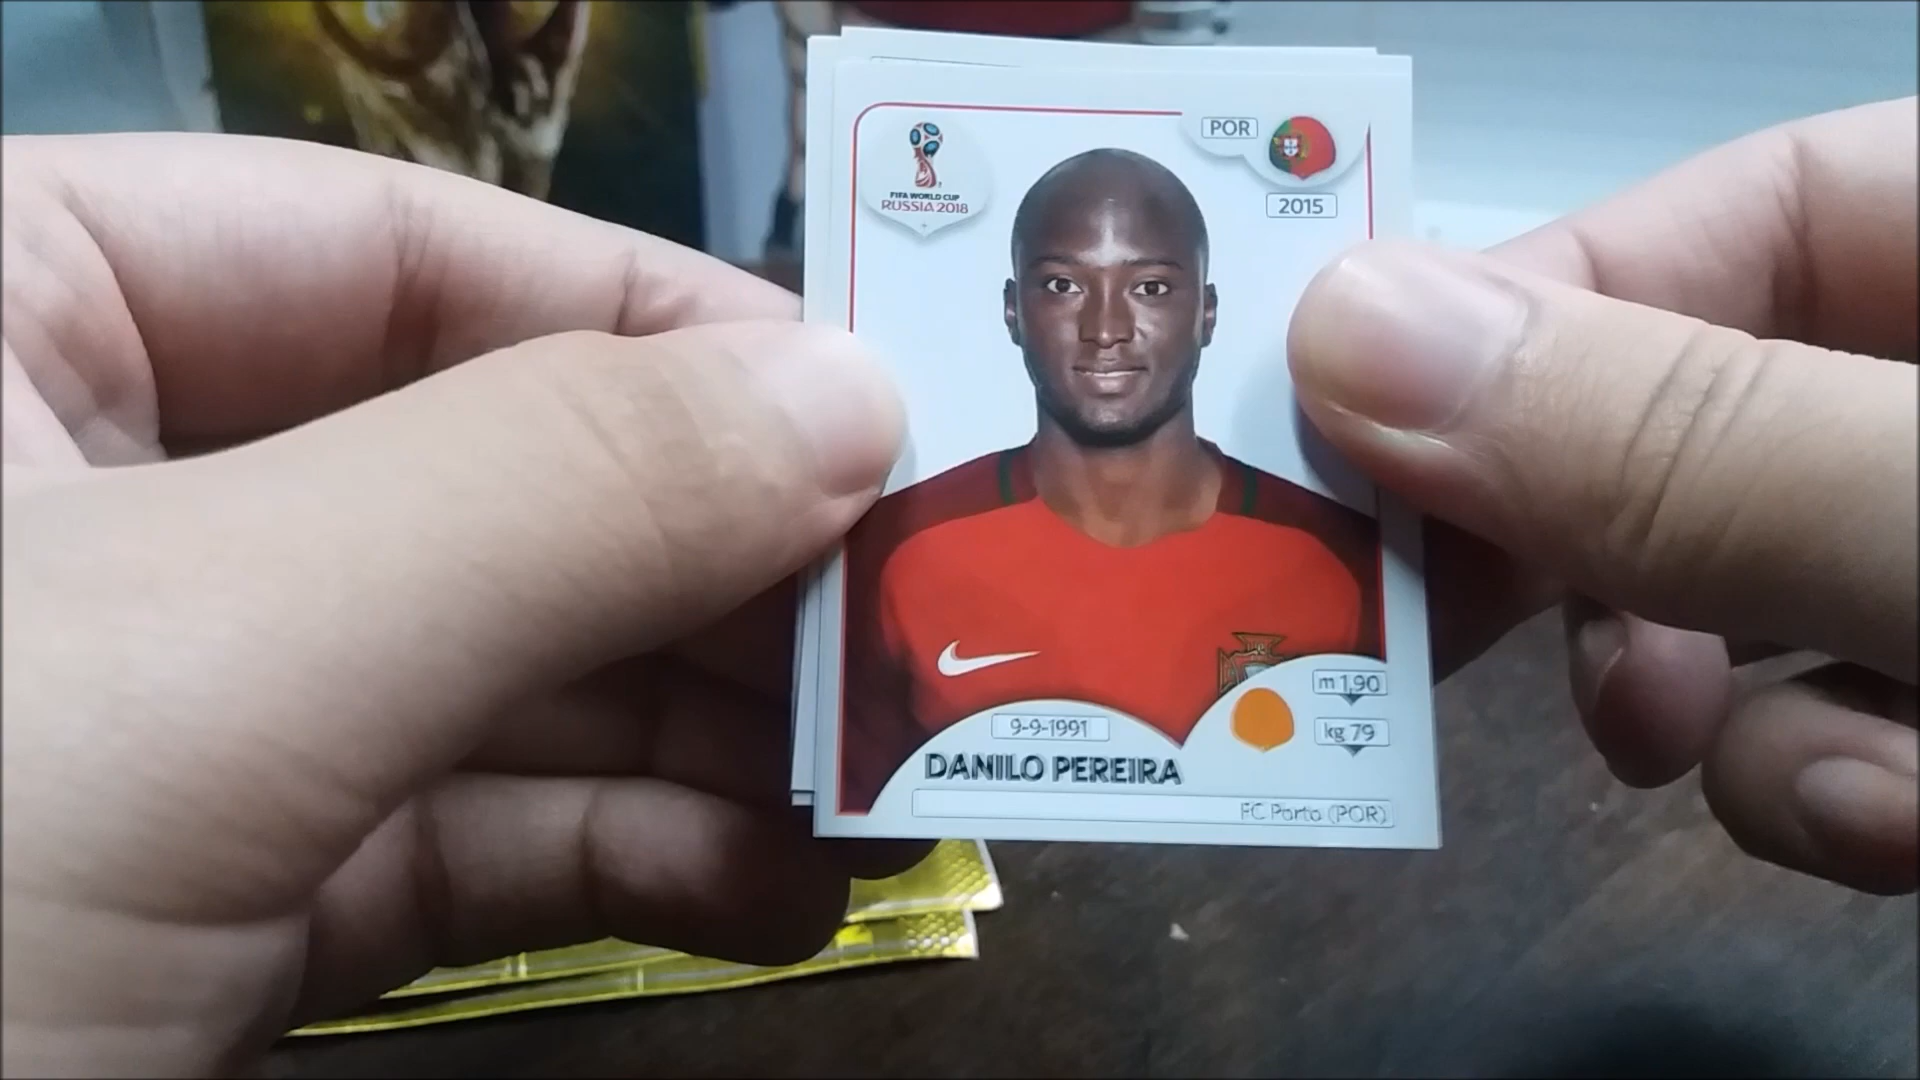 POR
FIFA WORLD CUP
RUSSIA 2018
2015
m 1,90
9-9-1991
kg 79
DANILO PEREIRA
FC Porto (POR)